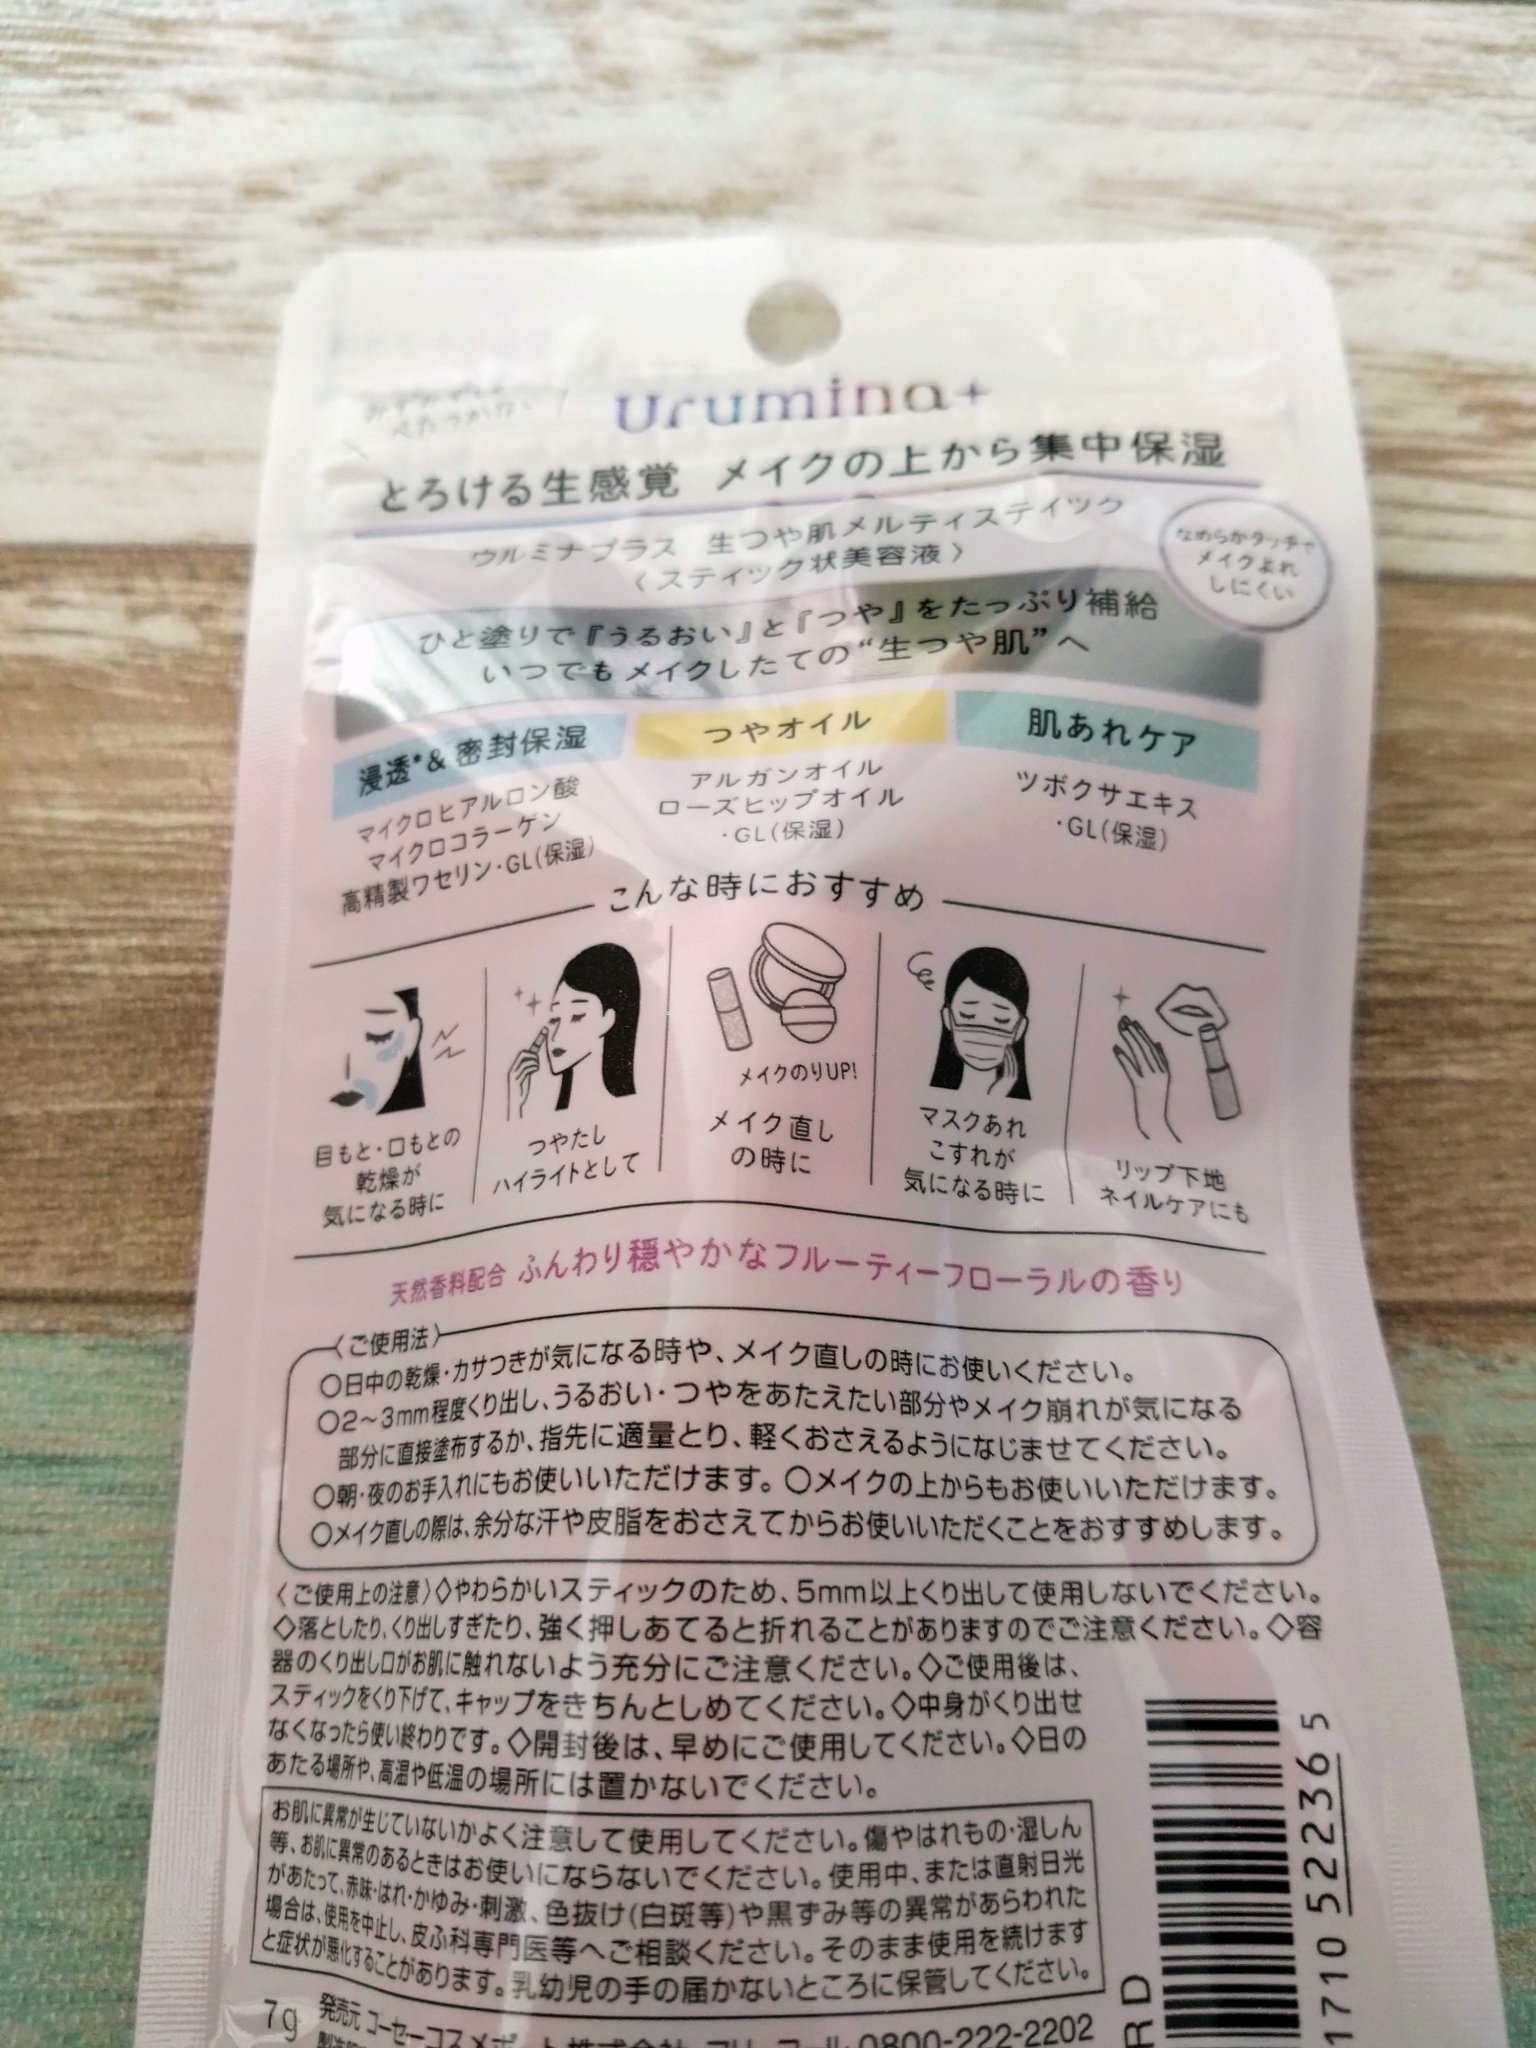 みずみずしい
べたつかない
Urumina+
とろける生感覚 メイクの上から集中保湿
ウルミナプラス 生つや肌メルティスティック
〈スティック状美容液〉
なめらかタッチで
メイクよれ
しにくい
ひと塗りで『うるおい』と『つや』をたっぷり補給
いつでもメイクしたての“生つや肌”へ
浸透*&密封保湿
マイクロヒアルロン酸
マイクロコラーゲン
高精製ワセリン・GL(保湿)
つやオイル
アルガンオイル
ローズヒップオイル
・GL(保湿)
肌あれケア
ツボクサエキス
・GL(保湿)
こんな時におすすめ
目もと・口もとの
乾燥が
気になる時に
つやたし
ハイライトとして
メイクのりUP!
メイク直し
の時に
マスクあれ
こすれが
気になる時に
リップ下地
ネイルケアにも
天然香料配合 ふんわり穏やかなフルーティーフローラルの香り
〈ご使用法〉
○日中の乾燥・カサつきが気になる時や、メイク直しの時にお使いください。
○2〜3mm程度くり出し、うるおい・つやをあたえたい部分やメイク崩れが気になる
部分に直接塗布するか、指先に適量とり、軽くおさえるようになじませてください。
○朝・夜のお手入れにもお使いいただけます。○メイクの上からもお使いいただけます。
○メイク直しの際は、余分な汗や皮脂をおさえてからお使いいただくことをおすすめします。
〈ご使用上の注意〉◇やわらかいスティックのため、5mm以上くり出して使用しないでください。
◇落としたり、くり出しすぎたり、強く押しあてると折れることがありますのでご注意ください。◇容
器のくり出し口がお肌に触れないよう充分にご注意ください。◇ご使用後は、
スティックをくり下げて、キャップをきちんとしめてください。◇中身がくり出せ
なくなったら使い終わりです。◇開封後は、早めにご使用してください。◇日の
あたる場所や、高温や低温の場所には置かないでください。
お肌に異常が生じていないかよく注意して使用してください。傷やはれもの・湿しん
等、お肌に異常のあるときはお使いにならないでください。使用中、または直射日光
があたって、赤味・はれ・かゆみ・刺激、色抜け(白斑等)や黒ずみ等の異常があらわれた
場合は、使用を中止し、皮ふ科専門医等へご相談ください。そのまま使用を続けます
と症状が悪化することがあります。乳幼児の手の届かないところに保管してください。
7g 発売元 コーセーコスメポート株式会社 フリーコール 0800-222-2202
RD
1710 52236 5